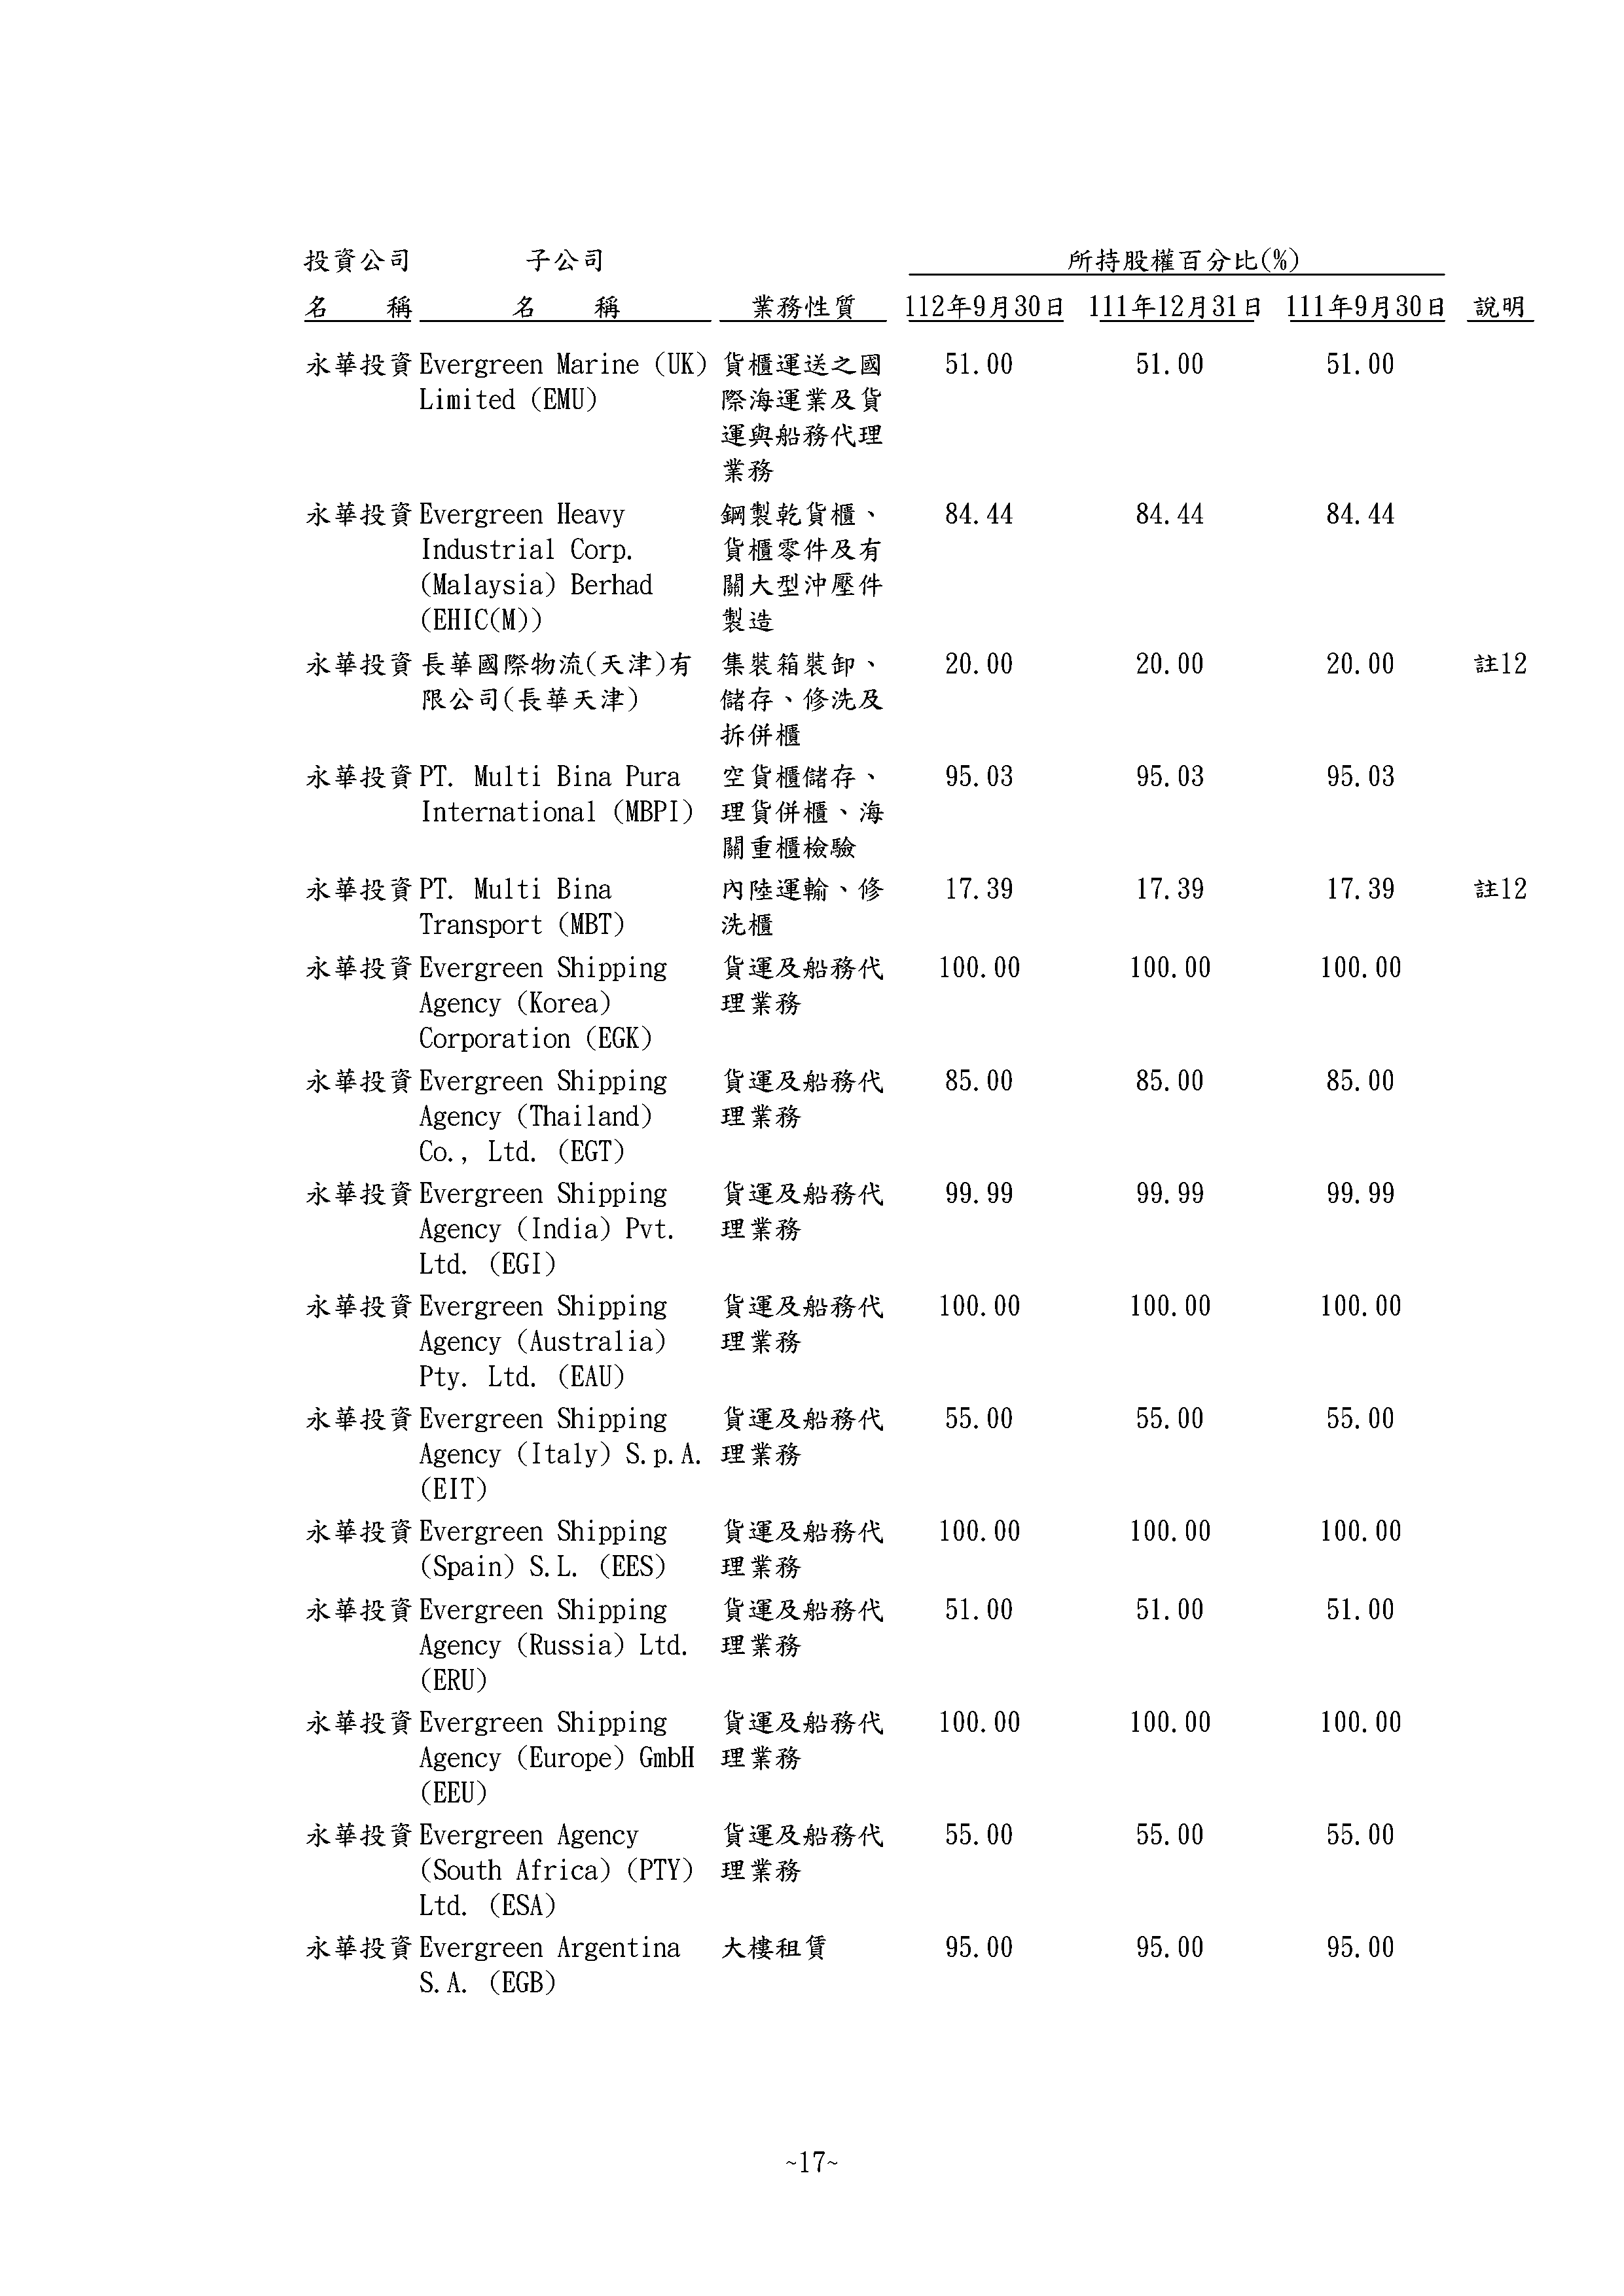 投資公司 子公司 所持股權百分比(%)
名 稱 名 稱 業務性質 112年9月30日 111年12月31日 111年9月30日 說明
永華投資 Evergreen Marine (UK) 貨櫃運送之國 51.00 51.00 51.00
Limited (EMU) 際海運業及貨
運與船務代理
業務
永華投資 Evergreen Heavy 鋼製乾貨櫃、 84.44 84.44 84.44
Industrial Corp. 貨櫃零件及有
(Malaysia) Berhad 關大型沖壓件
(EHIC(M)) 製造
永華投資 長華國際物流(天津)有 集裝箱裝卸、 20.00 20.00 20.00 註12
限公司(長華天津) 儲存、修洗及
拆併櫃
永華投資 PT. Multi Bina Pura 空貨櫃儲存、 95.03 95.03 95.03
International (MBPI) 理貨併櫃、海
關重櫃檢驗
永華投資 PT. Multi Bina 內陸運輸、修 17.39 17.39 17.39 註12
Transport (MBT) 洗櫃
永華投資 Evergreen Shipping 貨運及船務代 100.00 100.00 100.00
Agency (Korea) 理業務
Corporation (EGK)
永華投資 Evergreen Shipping 貨運及船務代 85.00 85.00 85.00
Agency (Thailand) 理業務
Co., Ltd. (EGT)
永華投資 Evergreen Shipping 貨運及船務代 99.99 99.99 99.99
Agency (India) Pvt. 理業務
Ltd. (EGI)
永華投資 Evergreen Shipping 貨運及船務代 100.00 100.00 100.00
Agency (Australia) 理業務
Pty. Ltd. (EAU)
永華投資 Evergreen Shipping 貨運及船務代 55.00 55.00 55.00
Agency (Italy) S.p.A. 理業務
(EIT)
永華投資 Evergreen Shipping 貨運及船務代 100.00 100.00 100.00
(Spain) S.L. (EES) 理業務
永華投資 Evergreen Shipping 貨運及船務代 51.00 51.00 51.00
Agency (Russia) Ltd. 理業務
(ERU)
永華投資 Evergreen Shipping 貨運及船務代 100.00 100.00 100.00
Agency (Europe) GmbH 理業務
(EEU)
永華投資 Evergreen Agency 貨運及船務代 55.00 55.00 55.00
(South Africa) (PTY) 理業務
Ltd. (ESA)
永華投資 Evergreen Argentina 大樓租賃 95.00 95.00 95.00
S.A. (EGB)
~17~